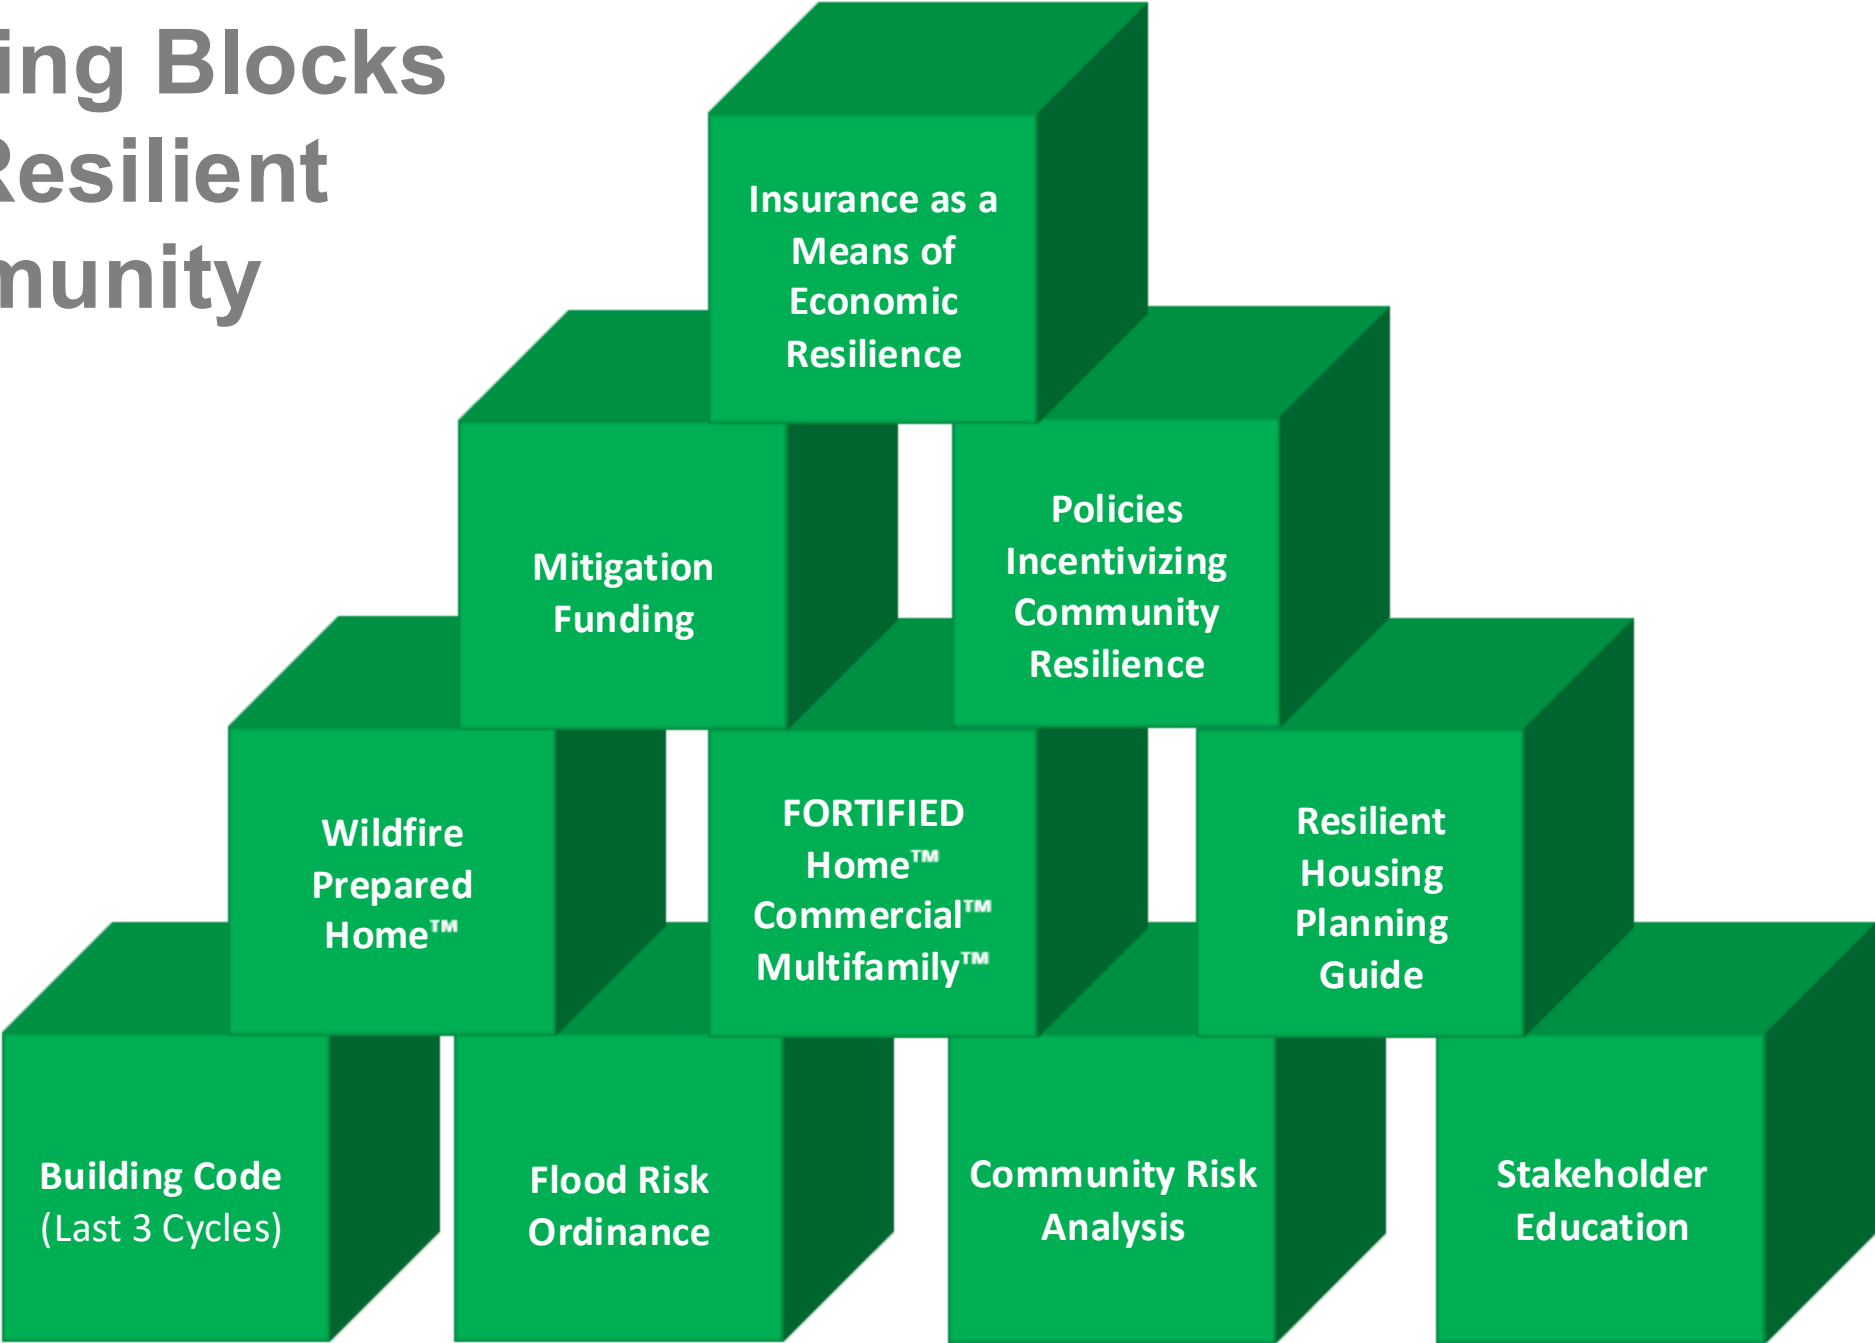 ing Blocks
Resilient
munity
Insurance as a
Means of
Economic
Resilience
Mitigation
Funding
Policies
Incentivizing
Community
Resilience
Wildfire
Prepared
Home™
FORTIFIED
Home™
Commercial™
Multifamily™
Resilient
Housing
Planning
Guide
Building Code
(Last 3 Cycles)
Flood Risk
Ordinance
Community Risk
Analysis
Stakeholder
Education